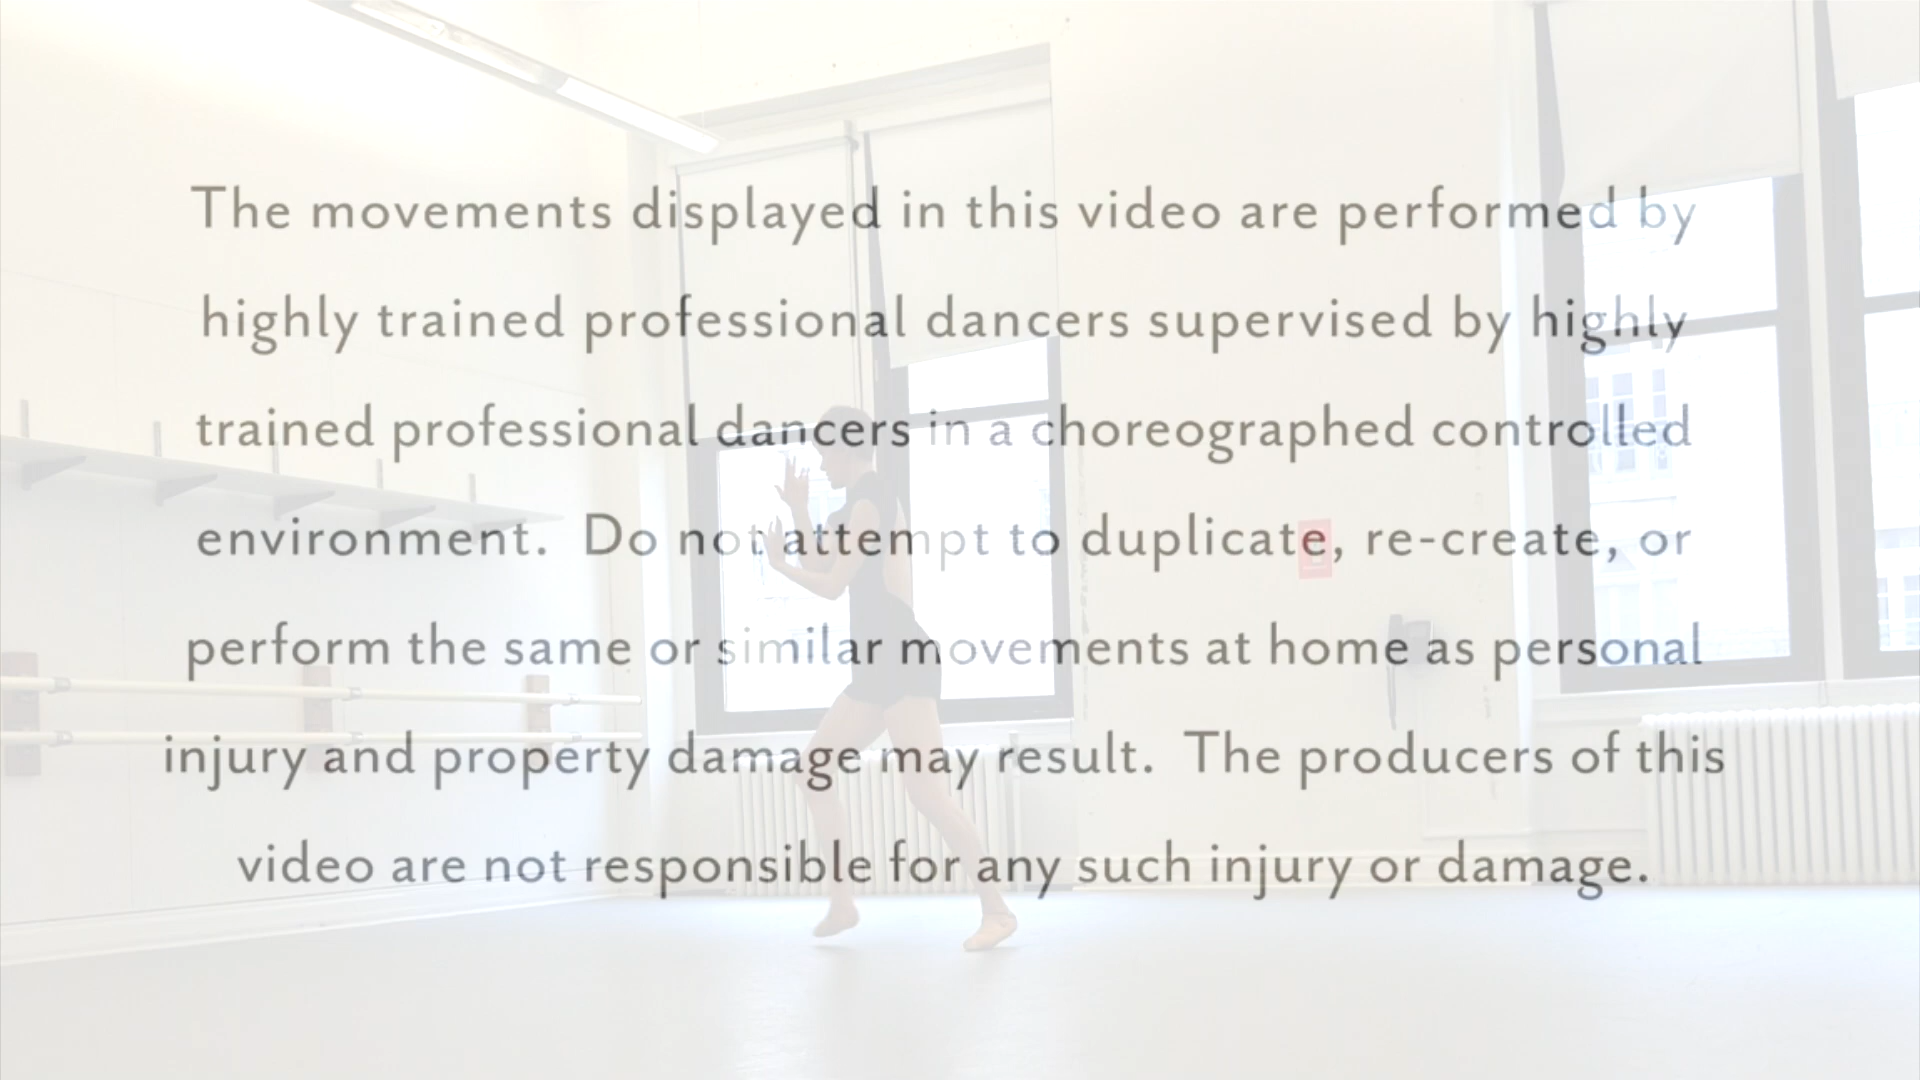 The movements displayed in this video are performed by
highly trained professional dancers supervised by highly
trained professional dancers in a choreographed controlled
environment.  Do not attempt to duplicate, re-create, or
perform the same or similar movements at home as personal
injury and property damage may result.  The producers of this
video are not responsible for any such injury or damage.